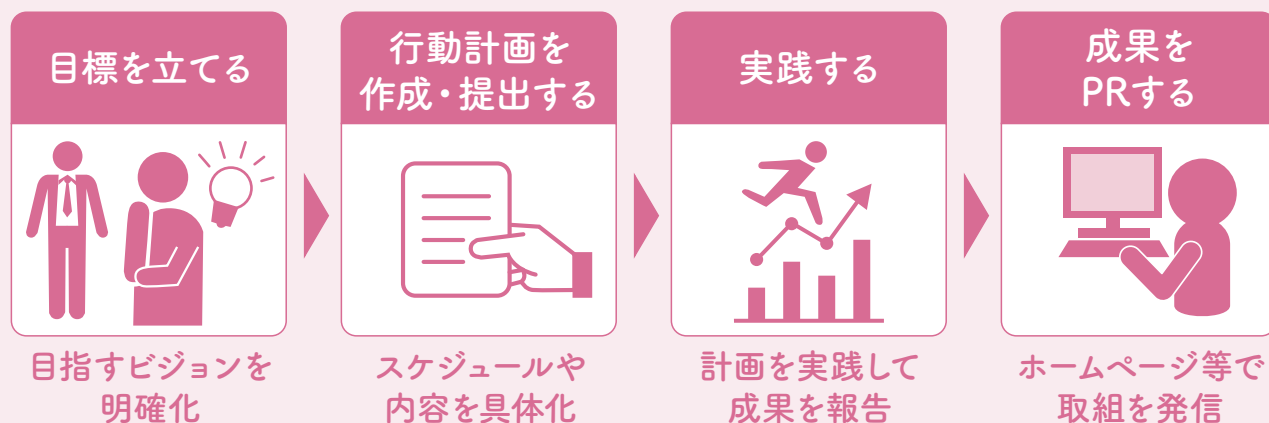 目標を立てる
目指すビジョンを
明確化
行動計画を
作成・提出する
スケジュールや
内容を具体化
実践する
計画を実践して
成果を報告
成果を
PRする
ホームページ等で
取組を発信